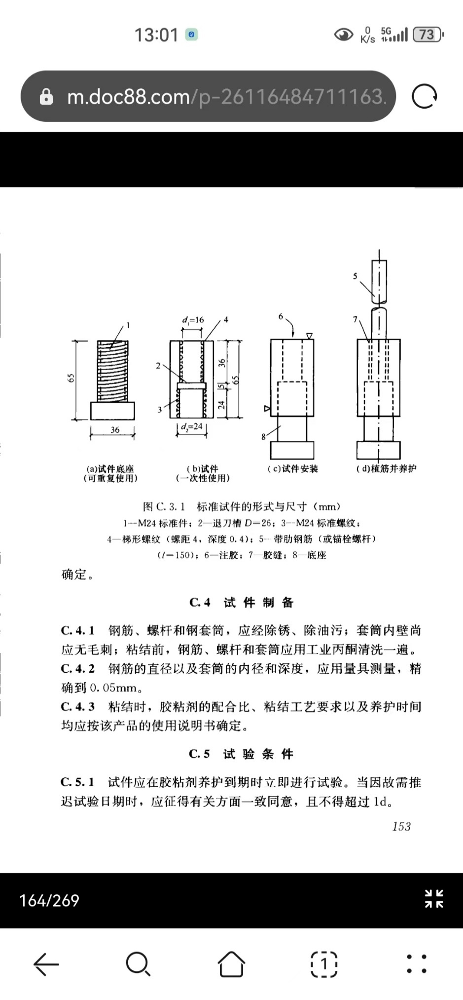 13:01
0
K/s
5G
73
m.doc88.com/p-26116484711163.
5
d₁=16
4
6
7
1
2
36
65
5
65
3
24
d₂=24
36
8
(a)试件底座
(可重复使用)
(b)试件
(一次性使用)
(c)试件安装
(d)植筋并养护
图 C.3.1 标准试件的形式与尺寸（mm）
1--M24 标准件；2—退刀槽 D=26；3--M24 标准螺纹；
4—梯形螺纹（螺距 4，深度 0.4）；5-- 带肋钢筋（或锚栓螺杆）
（l=150）；6—注胶；7—胶缝；8—底座
确定。
C.4 试件制备
C.4.1 钢筋、螺杆和钢套筒，应经除锈、除油污；套筒内壁尚
应无毛刺；粘结前，钢筋、螺杆和套筒应用工业丙酮清洗一遍。
C.4.2 钢筋的直径以及套筒的内径和深度，应用量具测量，精
确到 0.05mm。
C.4.3 粘结时，胶粘剂的配合比、粘结工艺要求以及养护时间
均应按该产品的使用说明书确定。
C.5 试验条件
C.5.1 试件应在胶粘剂养护到期时立即进行试验。当因故需推
迟试验日期时，应征得有关方面一致同意，且不得超过 1d。
153
164/269
1